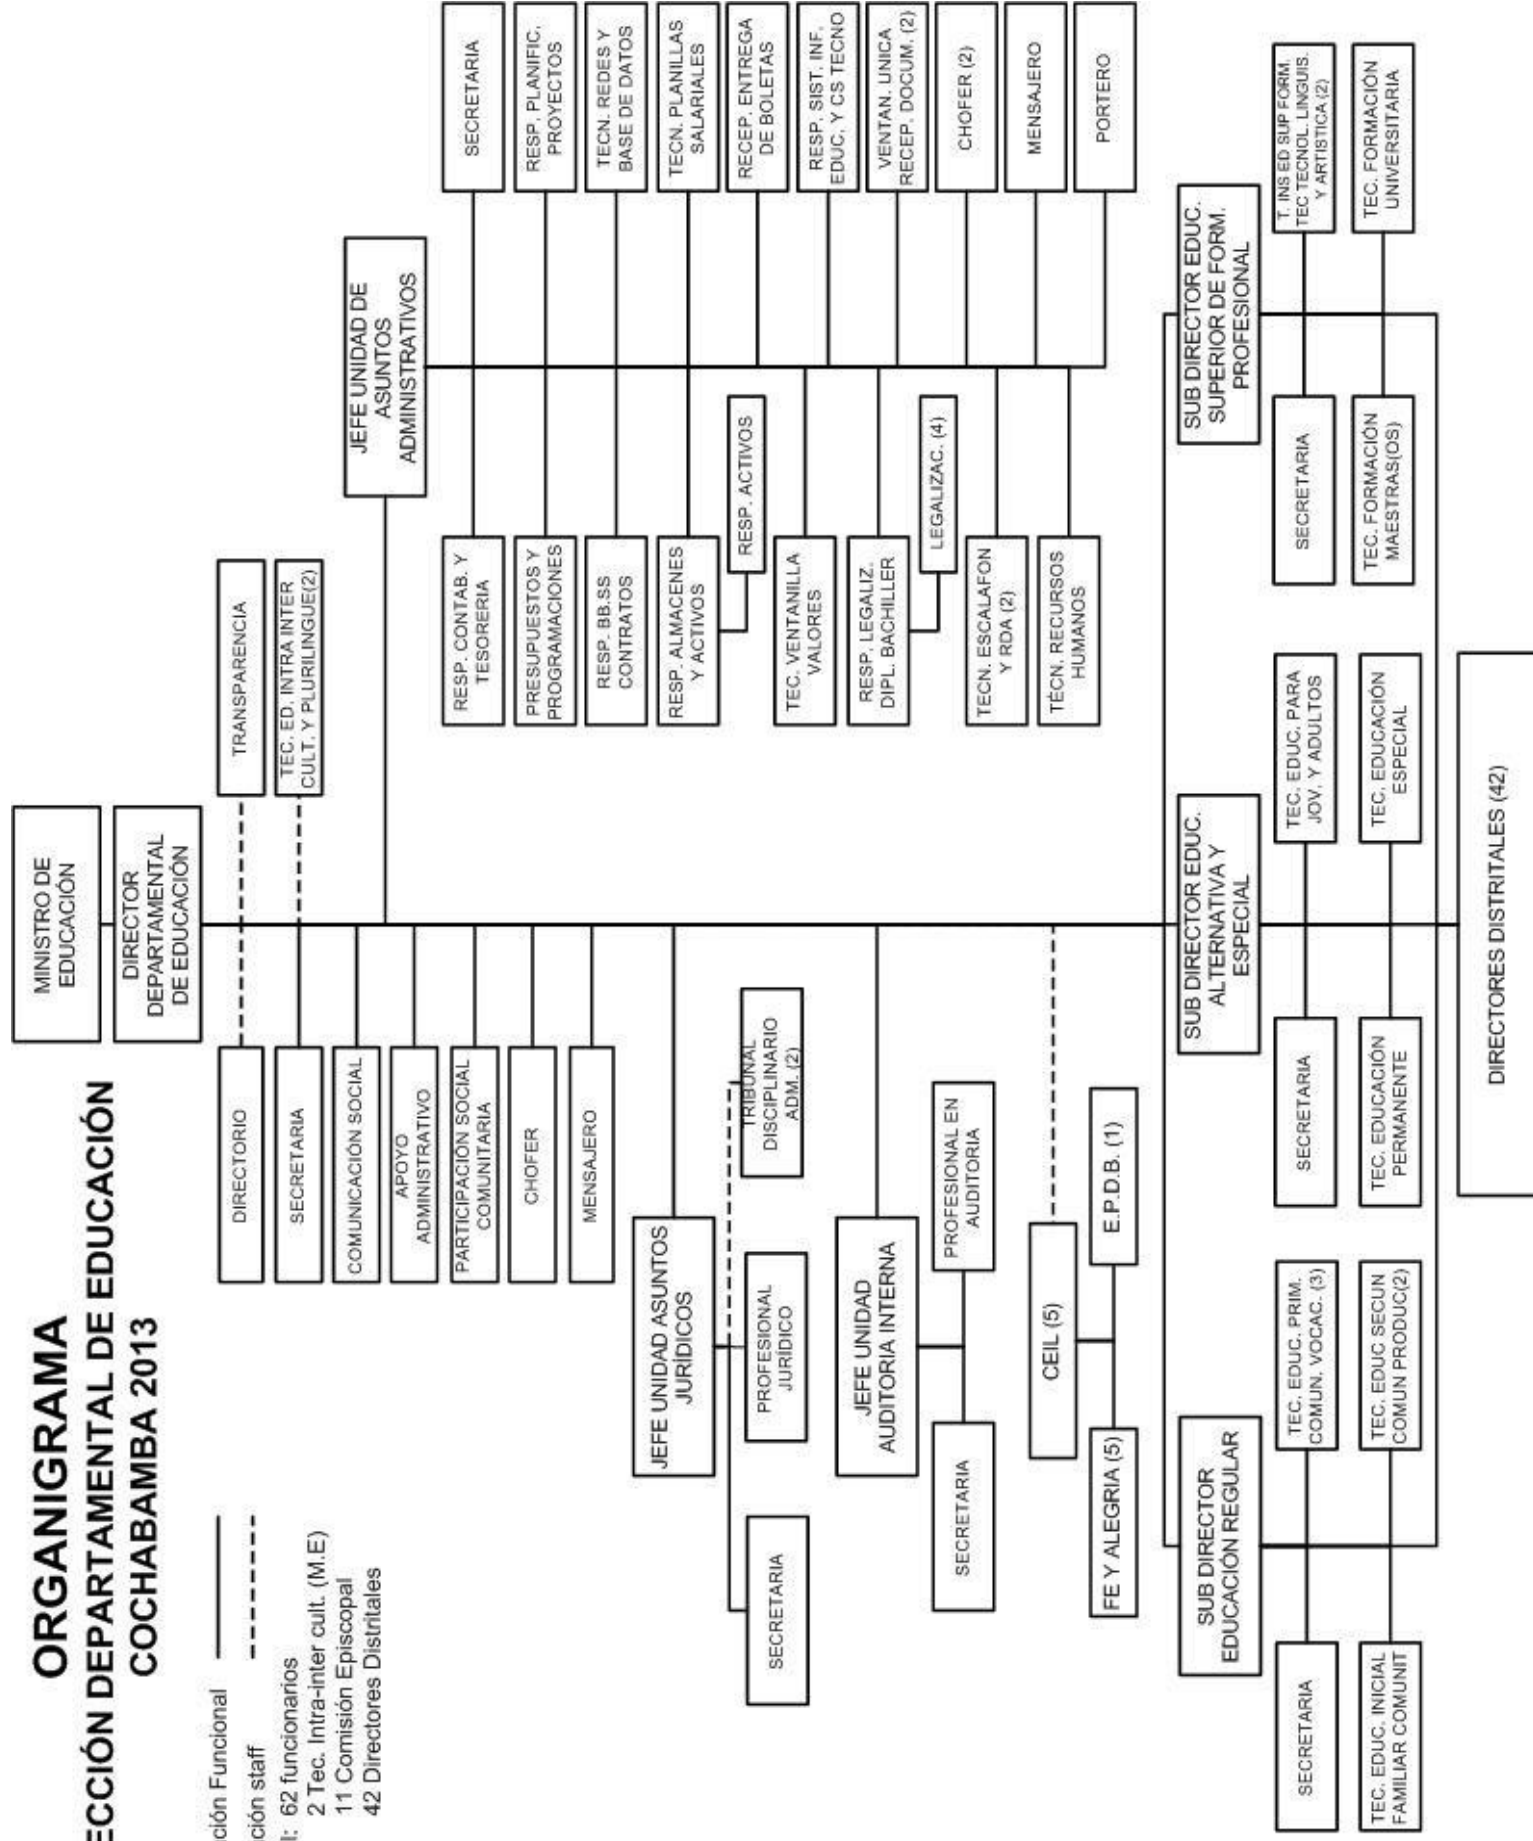 ORGANIGRAMA
ECCIÓN DEPARTAMENTAL DE EDUCACIÓN
COCHABAMBA 2013
ción Funcional
ción staff
l: 62 funcionarios
2 Tec. Intra-inter cult. (M.E)
11 Comisión Episcopal
42 Directores Distritales
MINISTRO DE
EDUCACIÓN
DIRECTOR
DEPARTAMENTAL
DE EDUCACIÓN
DIRECTORIO
TRANSPARENCIA
SECRETARIA
TEC. ED. INTRA INTER
CULT. Y PLURILINGUE(2)
COMUNICACIÓN SOCIAL
APOYO
ADMINISTRATIVO
PARTICIPACIÓN SOCIAL
COMUNITARIA
CHOFER
MENSAJERO
JEFE UNIDAD DE
ASUNTOS
ADMINISTRATIVOS
RESP. CONTAB. Y
TESORERIA
SECRETARIA
PRESUPUESTOS Y
PROGRAMACIONES
RESP. PLANIFIC.
PROYECTOS
RESP. BB.SS
CONTRATOS
TECN. REDES Y
BASE DE DATOS
RESP. ALMACENES
Y ACTIVOS
TECN. PLANILLAS
SALARIALES
RESP. ACTIVOS
RECEP. ENTREGA
DE BOLETAS
TEC. VENTANILLA
VALORES
RESP. SIST. INF.
EDUC. Y CS TECNO
RESP. LEGALIZ.
DIPL. BACHILLER
VENTAN. UNICA
RECEP. DOCUM. (2)
LEGALIZAC. (4)
CHOFER (2)
TECN. ESCALAFON
Y RDA (2)
MENSAJERO
TÉCN. RECURSOS
HUMANOS
PORTERO
JEFE UNIDAD ASUNTOS
JURÍDICOS
SECRETARIA
PROFESIONAL
JURÍDICO
TRIBUNAL
DISCIPLINARIO
ADM. (2)
JEFE UNIDAD
AUDITORIA INTERNA
SECRETARIA
PROFESIONAL EN
AUDITORIA
CEIL (5)
FE Y ALEGRIA (5)
E.P.D.B. (1)
SUB DIRECTOR
EDUCACIÓN REGULAR
SECRETARIA
TEC. EDUC. PRIM.
COMUN. VOCAC. (3)
TEC. EDUC. INICIAL
FAMILIAR COMUNIT
TEC. EDUC SECUN
COMUN PRODUC(2)
SUB DIRECTOR EDUC.
ALTERNATIVA Y
ESPECIAL
SECRETARIA
TEC. EDUC. PARA
JOV. Y ADULTOS
TEC. EDUCACIÓN
PERMANENTE
TEC. EDUCACIÓN
ESPECIAL
SUB DIRECTOR EDUC.
SUPERIOR DE FORM.
PROFESIONAL
SECRETARIA
T. INS ED SUP FORM.
TEC TECNOL. LINGUIS.
Y ARTISTICA (2)
TEC. FORMACIÓN
MAESTRAS(OS)
TEC. FORMACIÓN
UNIVERSITARIA
DIRECTORES DISTRITALES (42)